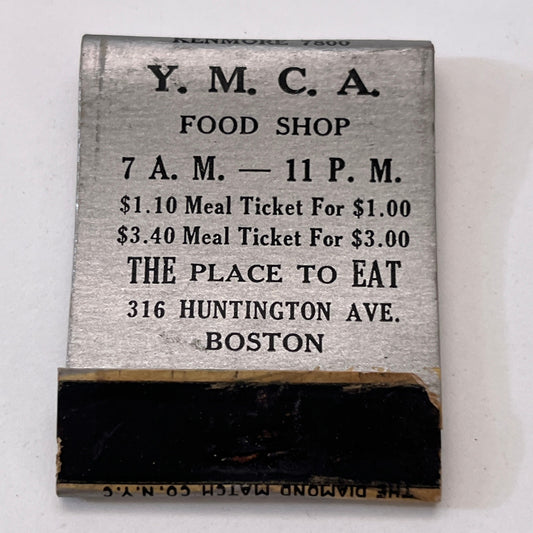 KENMORE 7800
Y. M. C. A.
FOOD SHOP
7 A. M. — 11 P. M.
$1.10 Meal Ticket For $1.00
$3.40 Meal Ticket For $3.00
THE PLACE TO EAT
316 HUNTINGTON AVE.
BOSTON
THE DIAMOND MATCH CO. N.Y.C